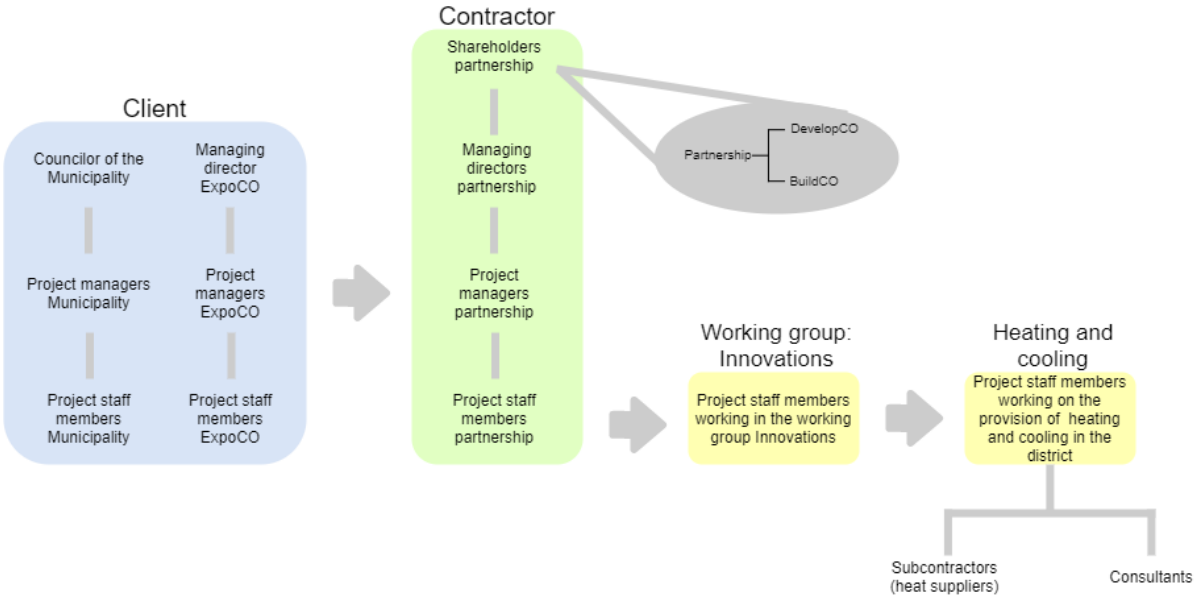 Contractor
Shareholders
partnership
Managing
directors
partnership
Project
managers
partnership
Project staff
members
partnership
DevelopCO
Partnership
BuildCO
Client
Councilor of the
Municipality
Project managers
Municipality
Project staff
members
Municipality
Managing
director
ExpoCO
Project
managers
ExpoCO
Project staff
members
ExpoCO
Working group:
Innovations
Project staff members
working in the working
group Innovations
Heating and
cooling
Project staff members
working on the
provision of heating
and cooling in the
district
Subcontractors
(heat suppliers)
Consultants